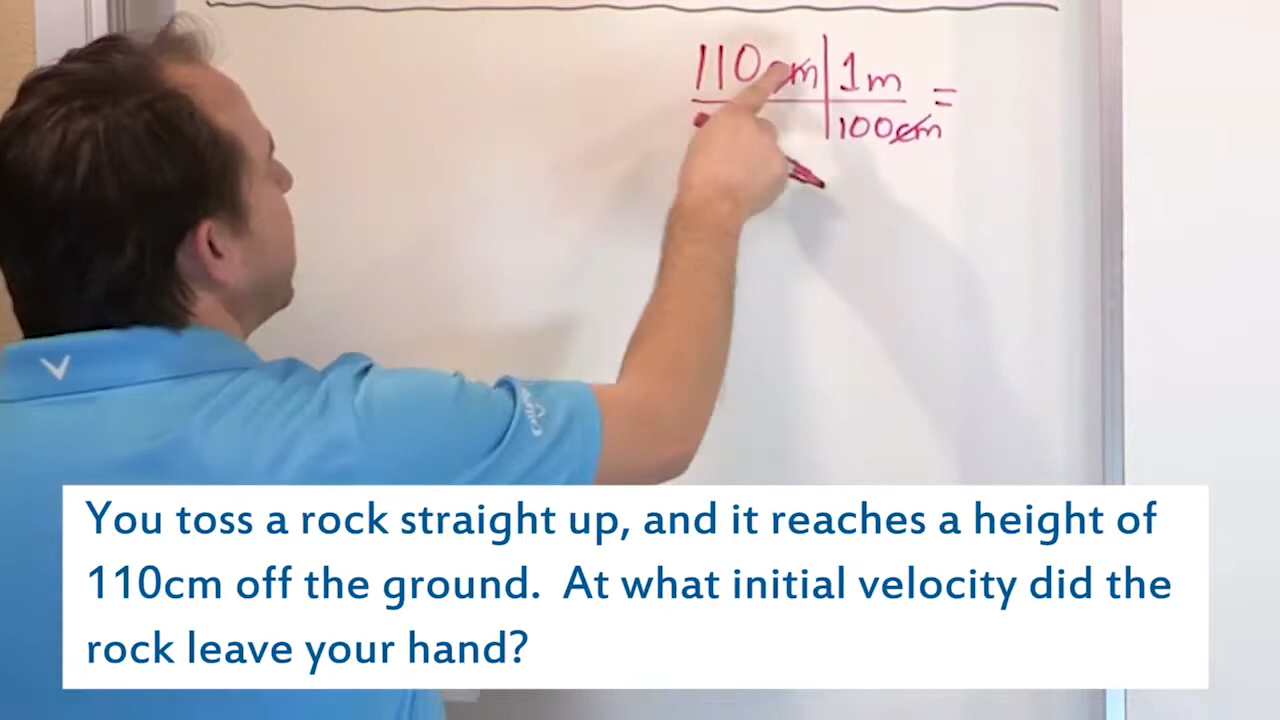 110cm | 1m =
100cm
You toss a rock straight up, and it reaches a height of
110cm off the ground. At what initial velocity did the
rock leave your hand?